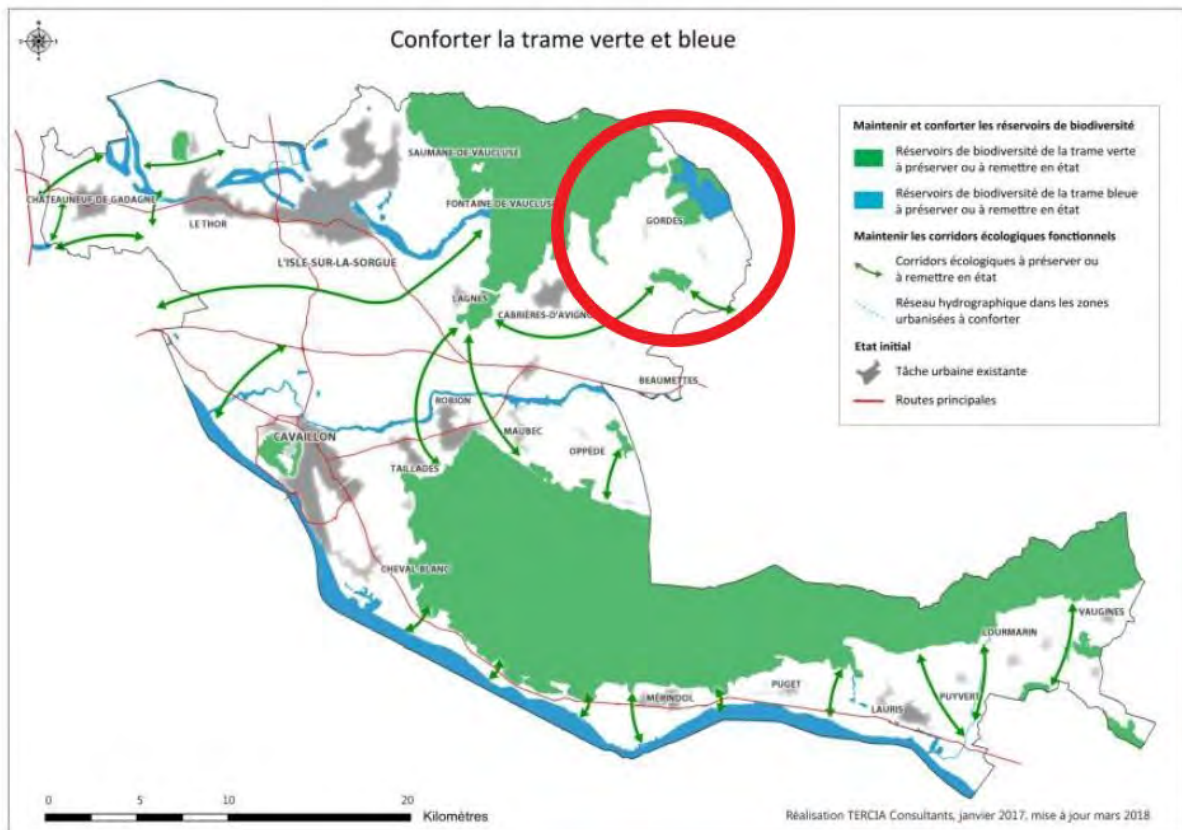 Conforter la trame verte et bleue
SAUMANE-DE-VAUCLUSE
CHATEAUNEUF-DE-GADAGNE
FONTAINE-DE-VAUCLUSE
LE THOR
GORDES
L'ISLE-SUR-LA-SORGUE
LAGNES
CABRIÈRES-D'AVIGNO
BEAUMETTES
ROBION
MAUBEC
CAVAILLON
OPPÈDE
TAILLADES
CHEVAL-BLANC
VAUGINES
LOURMARIN
PUGET
PUYVERT
MÉRINDOL
LAURIS
Maintenir et conforter les réservoirs de biodiversité
Réservoirs de biodiversité de la trame verte
à préserver ou à remettre en état
Réservoirs de biodiversité de la trame bleue
à préserver ou à remettre en état
Maintenir les corridors écologiques fonctionnels
Corridors écologiques à préserver ou
à remettre en état
Réseau hydrographique dans les zones
urbanisées à conforter
Etat initial
Tâche urbaine existante
Routes principales
0 5 10 20
Kilomètres
Réalisation TERCIA Consultants, janvier 2017, mise à jour mars 2018